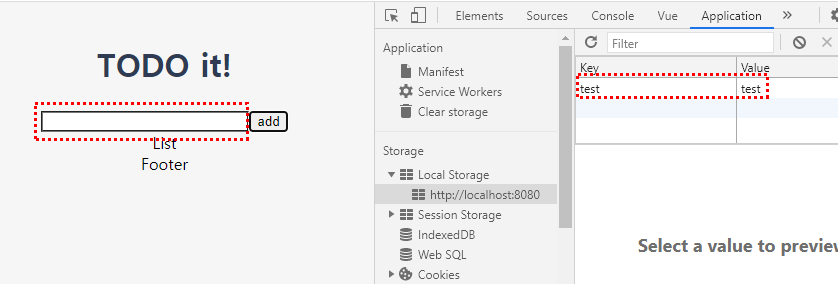 TODO it!
add
List
Footer
Elements Sources Console Vue Application
Application
Manifest
Service Workers
Clear storage
Storage
Local Storage
http://localhost:8080
Session Storage
IndexedDB
Web SQL
Cookies
Filter
Key Value
test test
Select a value to preview